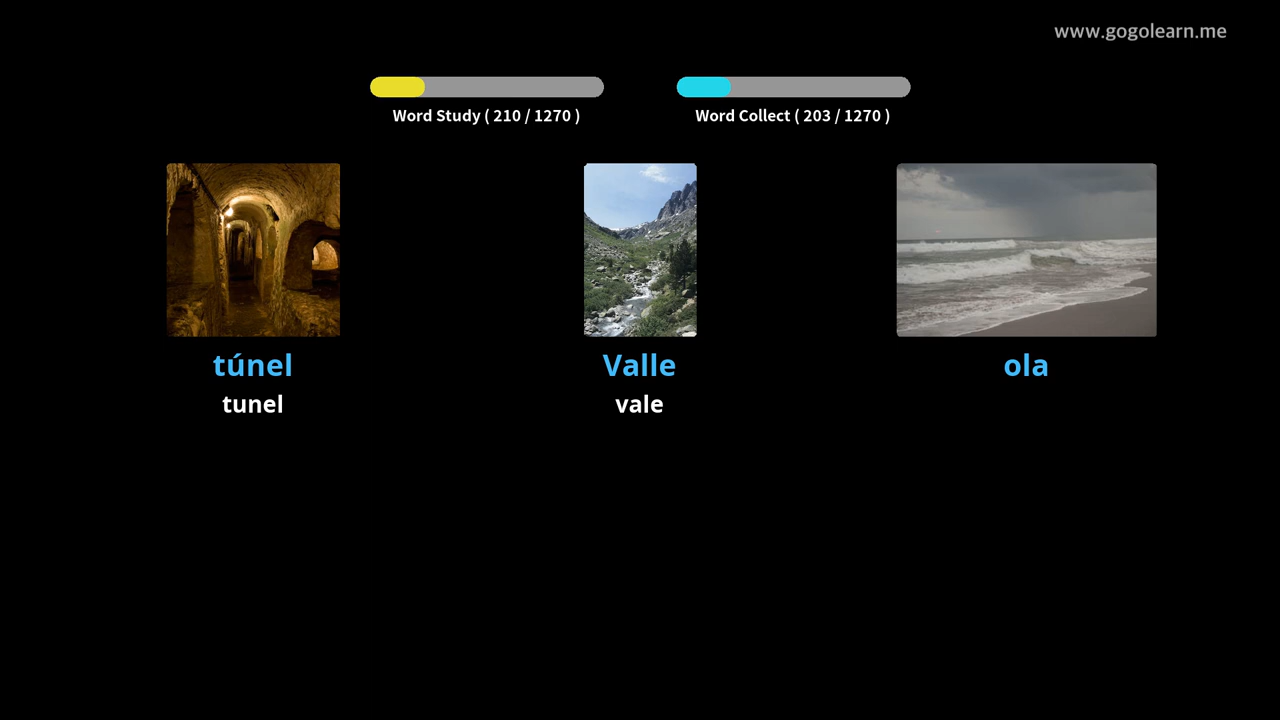 www.gogolearn.me
Word Study ( 210 / 1270 )
Word Collect ( 203 / 1270 )
túnel
Valle
ola
tunel
vale